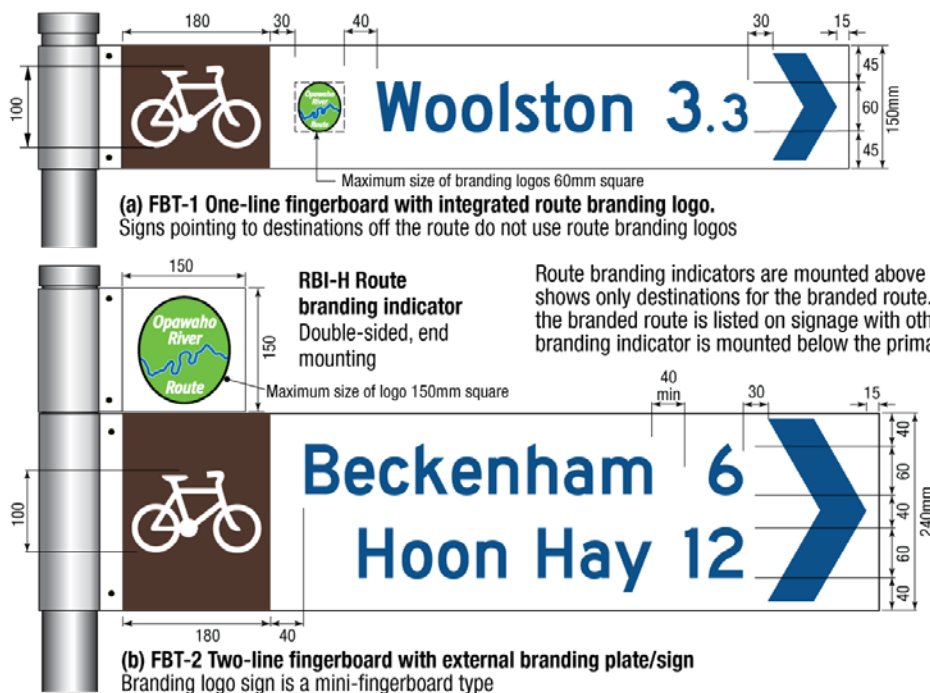 180
30
40
30
15
100
Opawaho
River
Route
Woolston 3.3
45
60
45
150mm
Maximum size of branding logos 60mm square
(a) FBT-1 One-line fingerboard with integrated route branding logo.
Signs pointing to destinations off the route do not use route branding logos
150
RBI-H Route
branding indicator
Double-sided, end
mounting
Route branding indicators are mounted above
shows only destinations for the branded route.
the branded route is listed on signage with oth
branding indicator is mounted below the prima
Opawaho
River
Route
150
Maximum size of logo 150mm square
40
min
30
15
100
Beckenham 6
Hoon Hay 12
40
60
40
60
40
240mm
180
40
(b) FBT-2 Two-line fingerboard with external branding plate/sign
Branding logo sign is a mini-fingerboard type